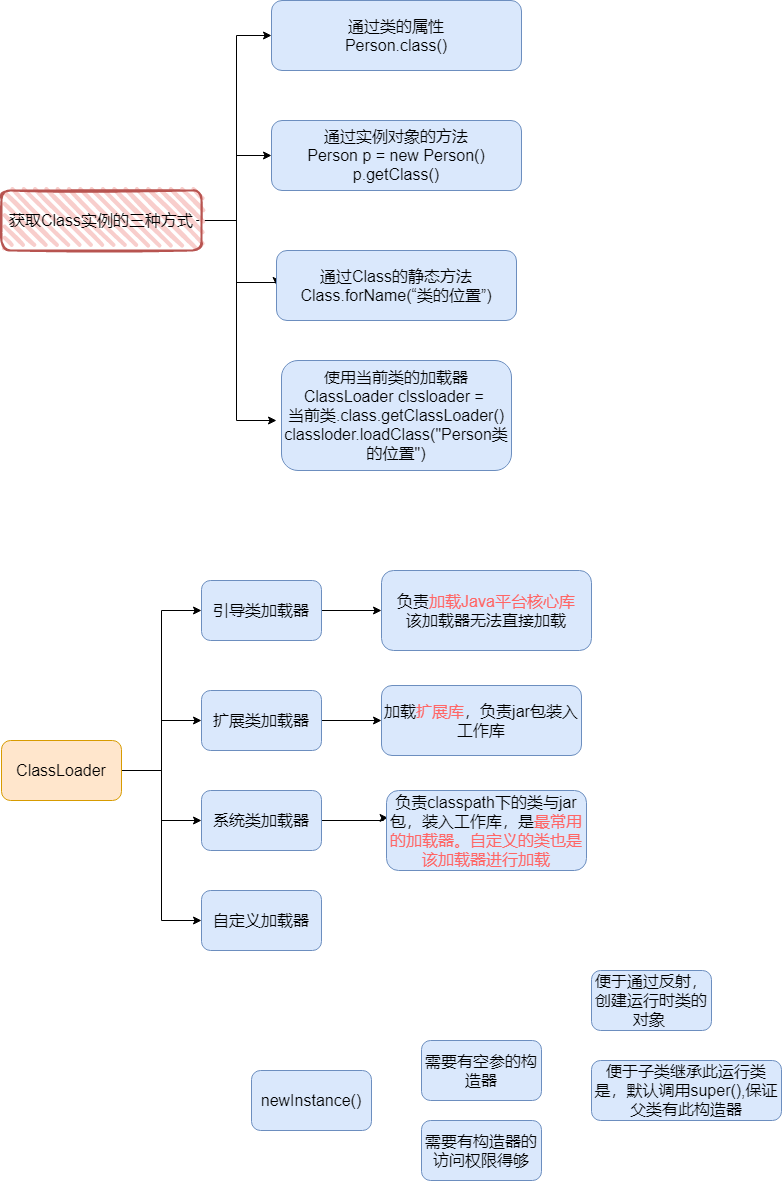 通过类的属性
Person.class()
通过实例对象的方法
Person p = new Person()
p.getClass()
获取Class实例的三种方式
通过Class的静态方法
Class.forName(“类的位置”)
使用当前类的加载器
ClassLoader clssloader =
当前类.class.getClassLoader()
classloder.loadClass("Person类
的位置")
引导类加载器
负责加载Java平台核心库
该加载器无法直接加载
扩展类加载器
加载扩展库，负责jar包装入
工作库
ClassLoader
系统类加载器
负责classpath下的类与jar
包，装入工作库，是最常用
的加载器。自定义的类也是
该加载器进行加载
自定义加载器
newInstance()
需要有空参的构
造器
需要有构造器的
访问权限得够
便于通过反射，
创建运行时类的
对象
便于子类继承此运行类
是，默认调用super(),保证
父类有此构造器